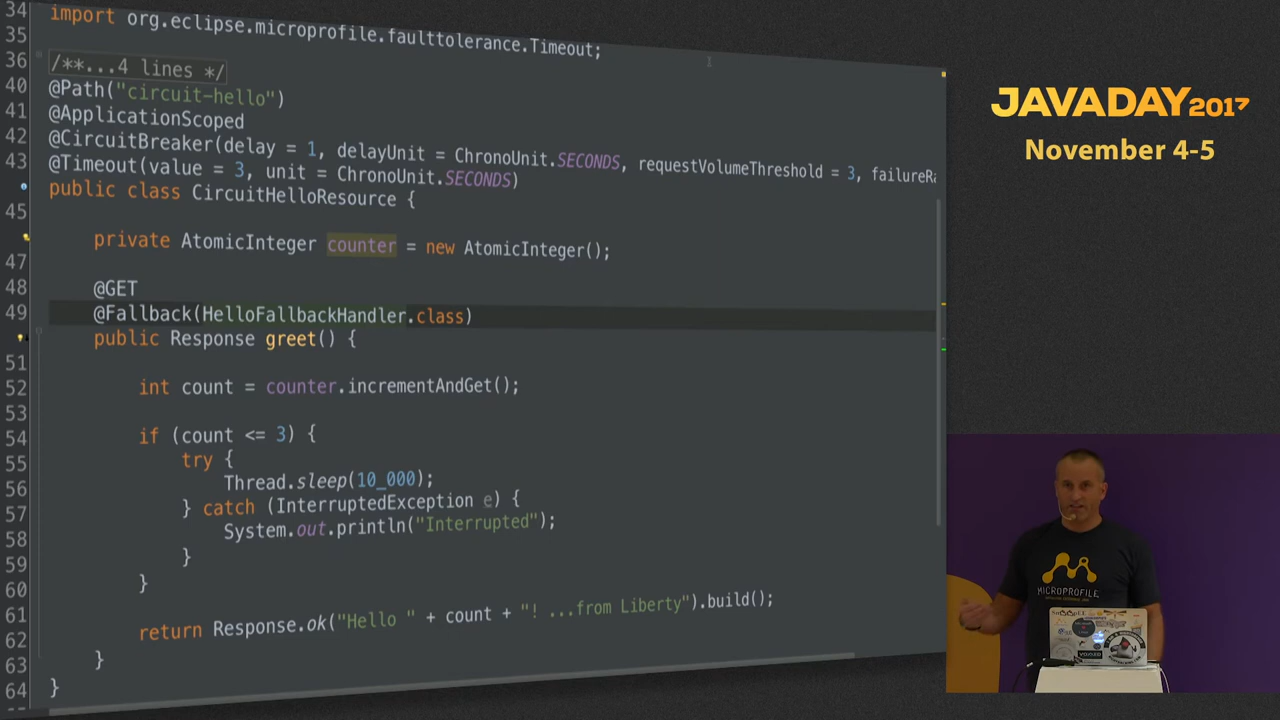 34
import org.eclipse.microprofile.faulttolerance.Timeout;
35
36 /**...4 lines */
40 @Path("circuit-hello")
41 @ApplicationScoped
42 @CircuitBreaker(delay = 1, delayUnit = ChronoUnit.SECONDS, requestVolumeThreshold = 3, failureRa
43 @Timeout(value = 3, unit = ChronoUnit.SECONDS)
public class CircuitHelloResource {
45
private AtomicInteger counter = new AtomicInteger();
47
48 @GET
49 @Fallback(HelloFallbackHandler.class)
public Response greet() {
51
52 int count = counter.incrementAndGet();
53
54 if (count <= 3) {
55 try {
56 Thread.sleep(10_000);
57 } catch (InterruptedException e) {
58 System.out.println("Interrupted");
59 }
60 }
61 return Response.ok("Hello " + count + "! ...from Liberty").build();
62
63 }
64 }
JAVADAY2017
November 4-5
MICROPROFILE